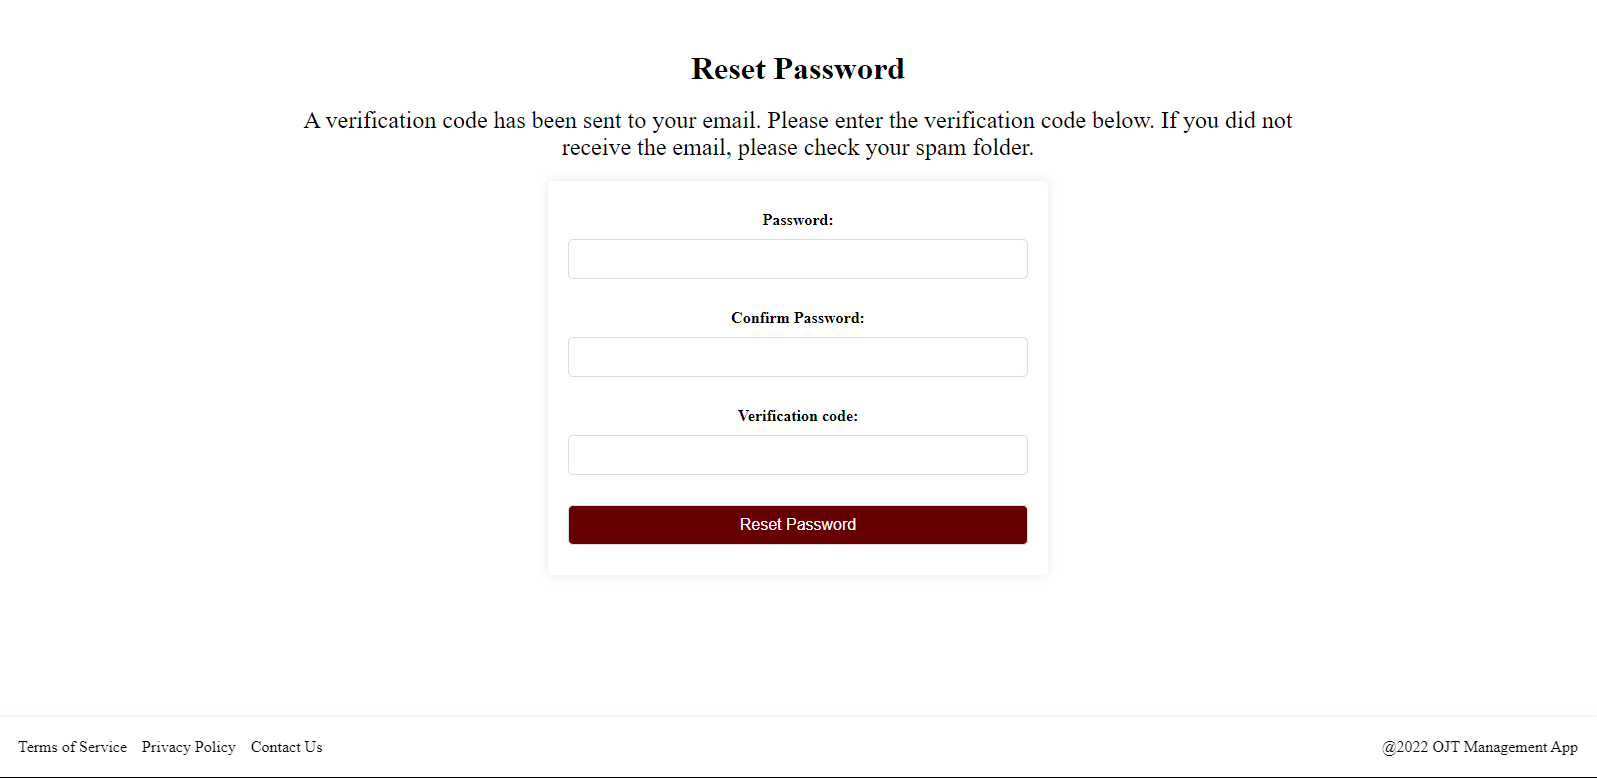 Reset Password
A verification code has been sent to your email. Please enter the verification code below. If you did not
receive the email, please check your spam folder.
Password:
Confirm Password:
Verification code:
Reset Password
Terms of Service Privacy Policy Contact Us @2022 OJT Management App